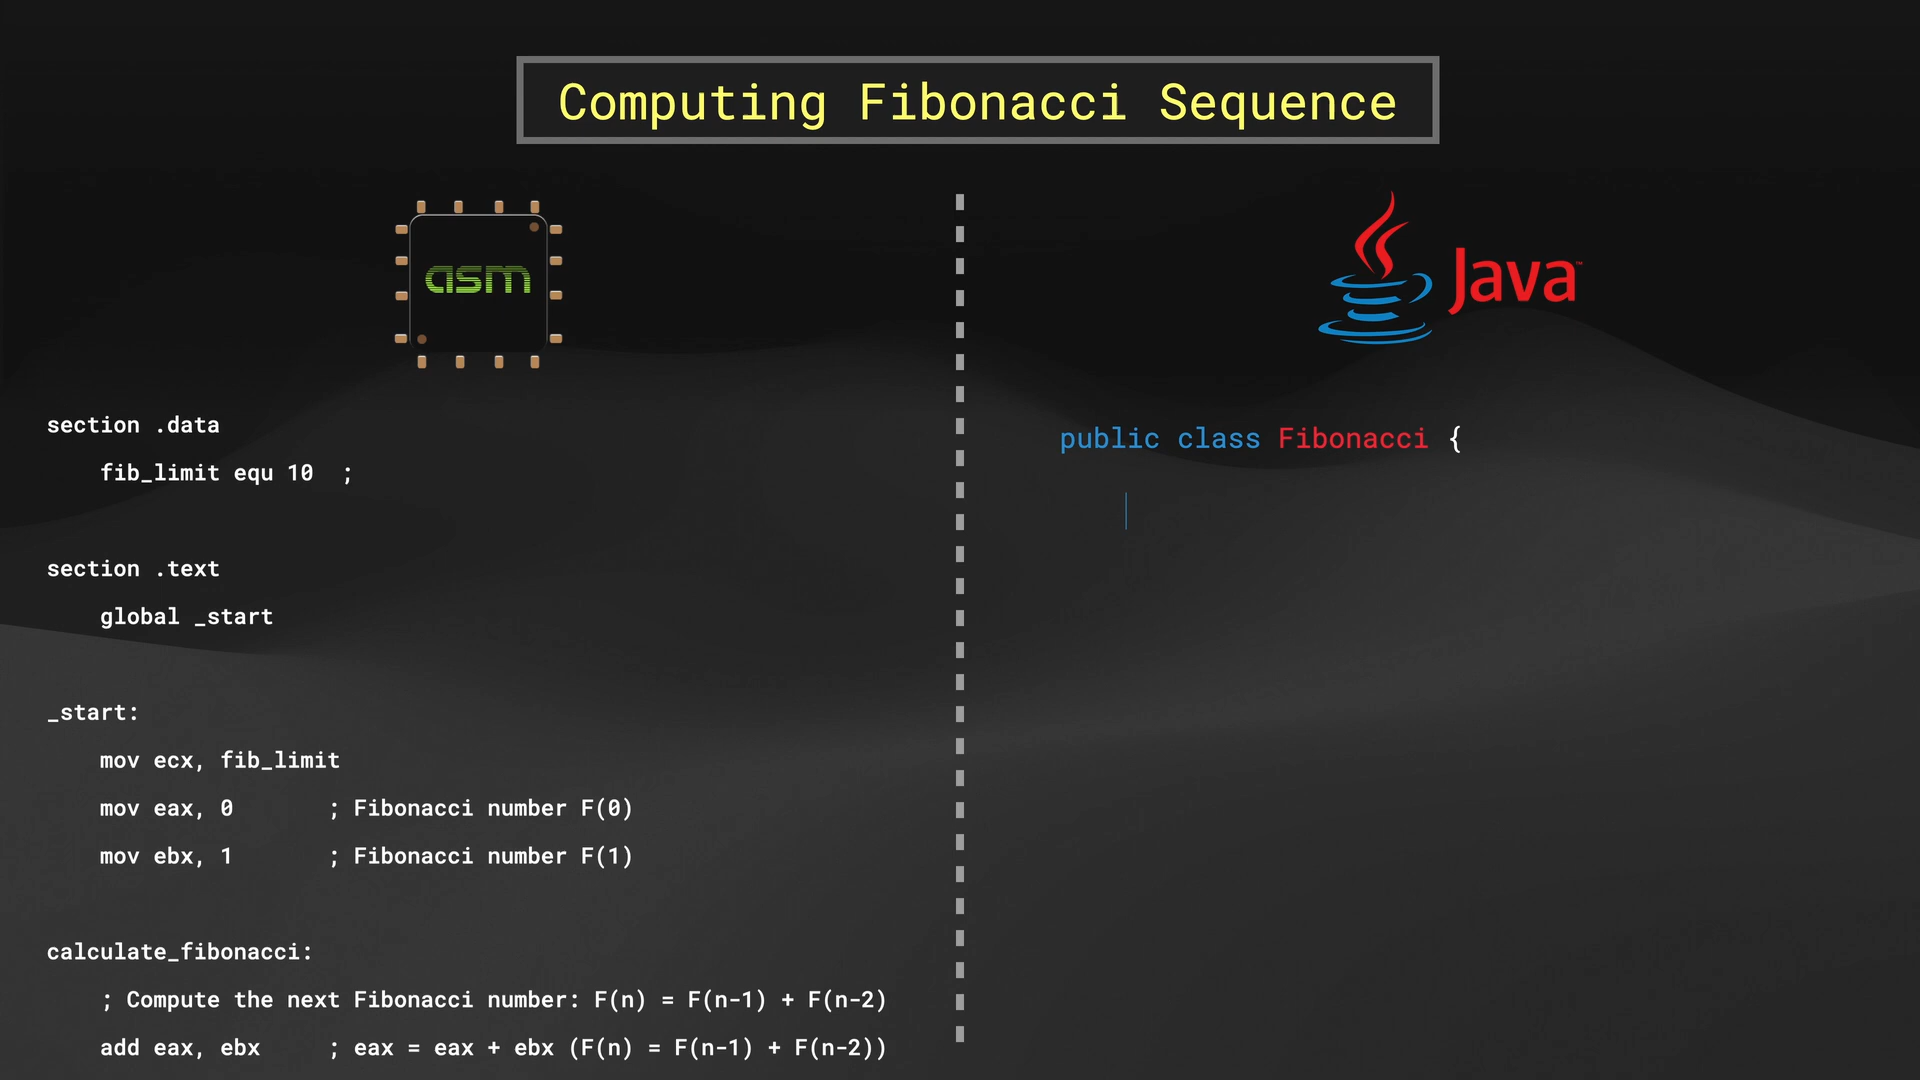 Computing Fibonacci Sequence
asm
Java™
section .data
    fib_limit equ 10  ;
section .text
    global _start
_start:
    mov ecx, fib_limit
    mov eax, 0       ; Fibonacci number F(0)
    mov ebx, 1       ; Fibonacci number F(1)
calculate_fibonacci:
    ; Compute the next Fibonacci number: F(n) = F(n-1) + F(n-2)
    add eax, ebx     ; eax = eax + ebx (F(n) = F(n-1) + F(n-2))
public class Fibonacci {